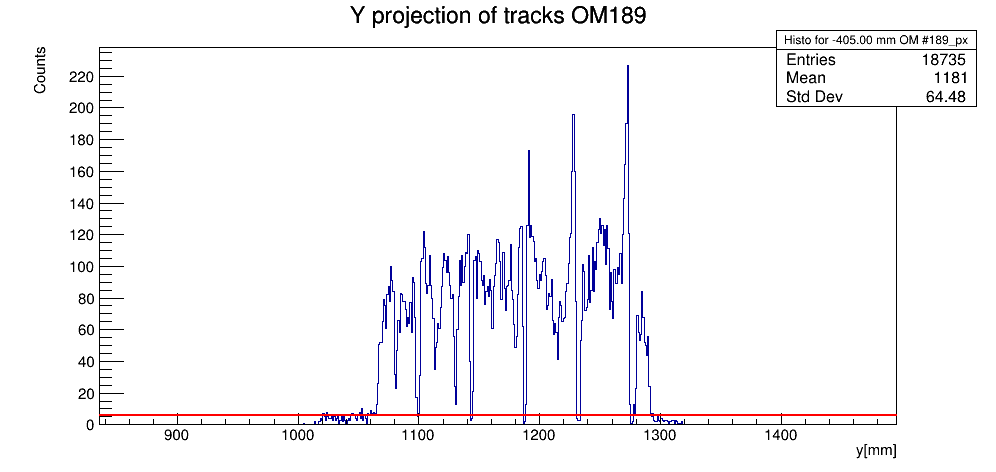 Y projection of tracks OM189
Histo for -405.00 mm OM #189_px
Entries 18735
Mean 1181
Std Dev 64.48
Counts
220
200
180
160
140
120
100
80
60
40
20
0
900 1000 1100 1200 1300 1400
y[mm]